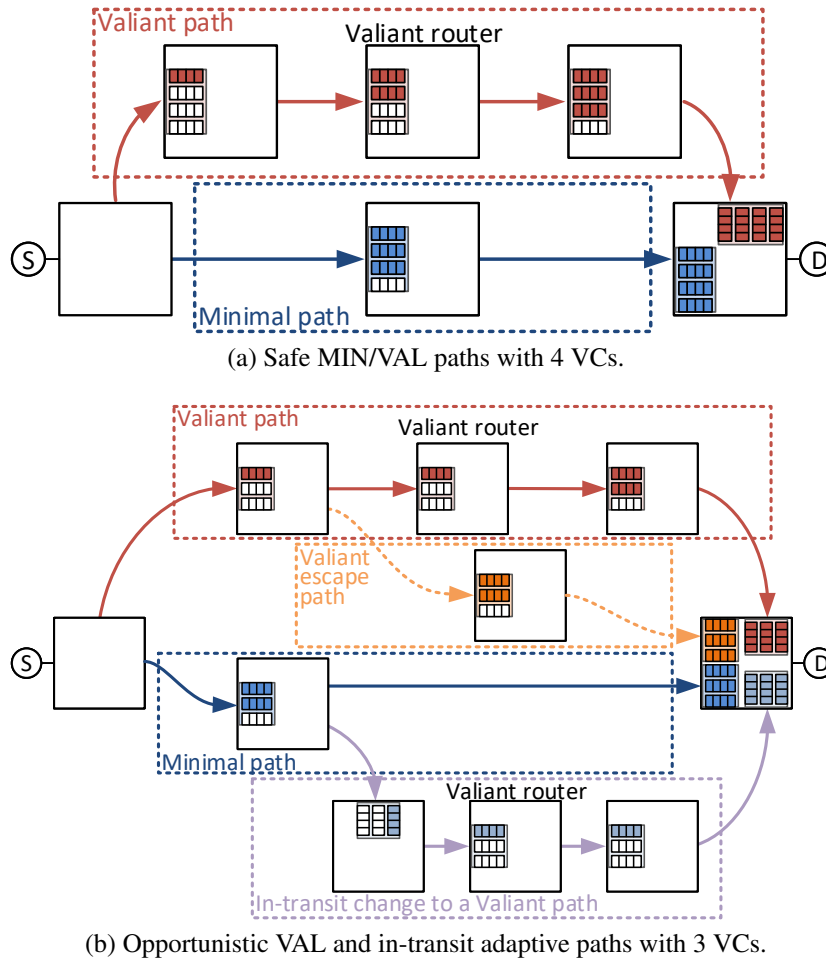 Valiant path
Valiant router
S
D
Minimal path
(a) Safe MIN/VAL paths with 4 VCs.
Valiant path
Valiant router
Valiant
escape
path
S
D
Minimal path
Valiant router
In-transit change to a Valiant path
(b) Opportunistic VAL and in-transit adaptive paths with 3 VCs.